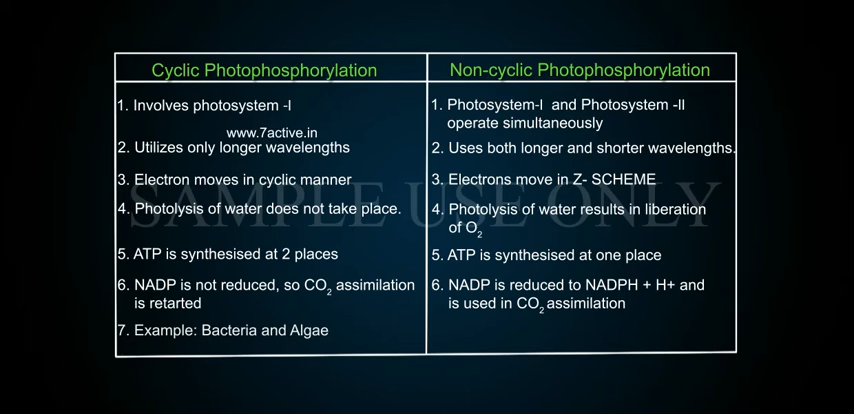 Cyclic Photophosphorylation
Non-cyclic Photophosphorylation
1. Involves photosystem -I
www.7active.in
2. Utilizes only longer wavelengths
3. Electron moves in cyclic manner
4. Photolysis of water does not take place.
5. ATP is synthesised at 2 places
6. NADP is not reduced, so CO2 assimilation
is retarted
7. Example: Bacteria and Algae
1. Photosystem-I and Photosystem -II
operate simultaneously
2. Uses both longer and shorter wavelengths.
3. Electrons move in Z- SCHEME
4. Photolysis of water results in liberation
of O2
5. ATP is synthesised at one place
6. NADP is reduced to NADPH + H+ and
is used in CO2 assimilation
SAMPLE USE ONLY